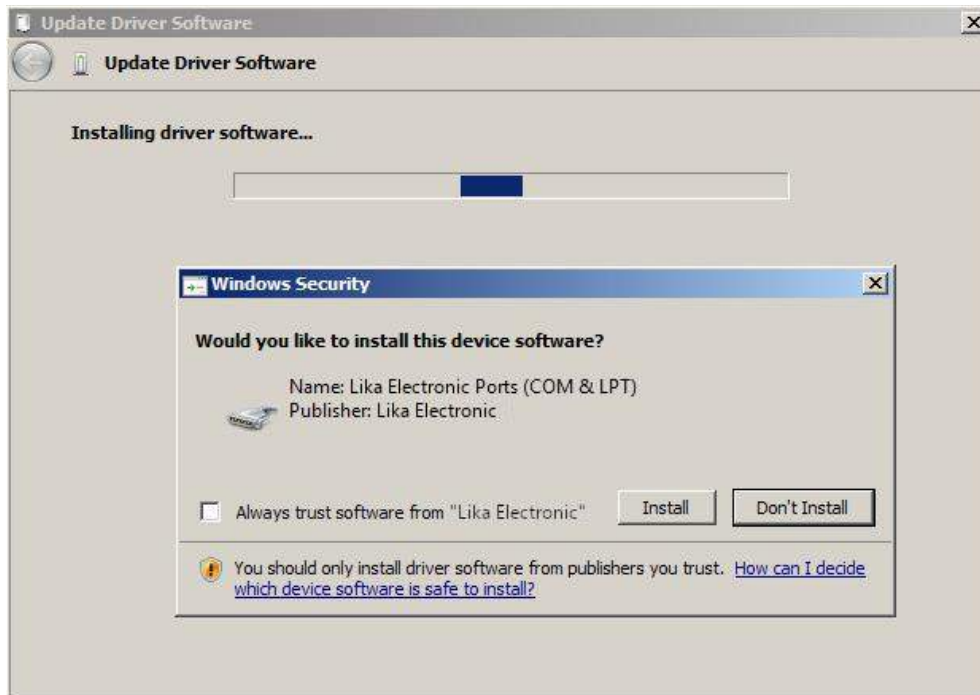 Update Driver Software
Update Driver Software
Installing driver software...
Windows Security
Would you like to install this device software?
Name: Lika Electronic Ports (COM & LPT)
Publisher: Lika Electronic
Always trust software from "Lika Electronic"
Install
Don't Install
You should only install driver software from publishers you trust. How can I decide
which device software is safe to install?